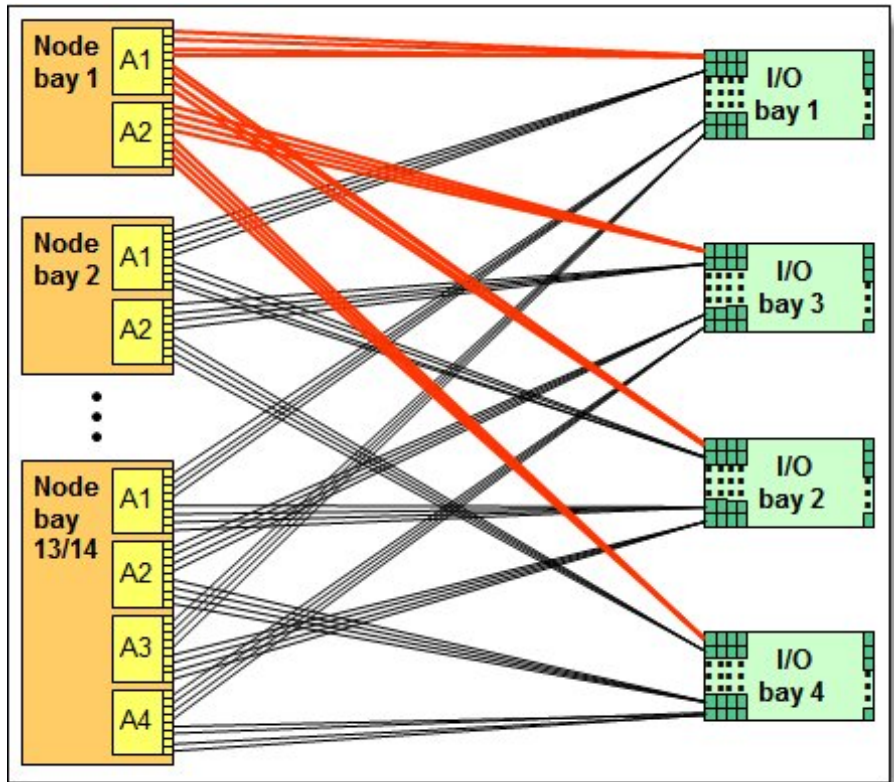 Node
bay 1
A1
A2
Node
bay 2
A1
A2
Node
bay
13/14
A1
A2
A3
A4
I/O
bay 1
I/O
bay 3
I/O
bay 2
I/O
bay 4